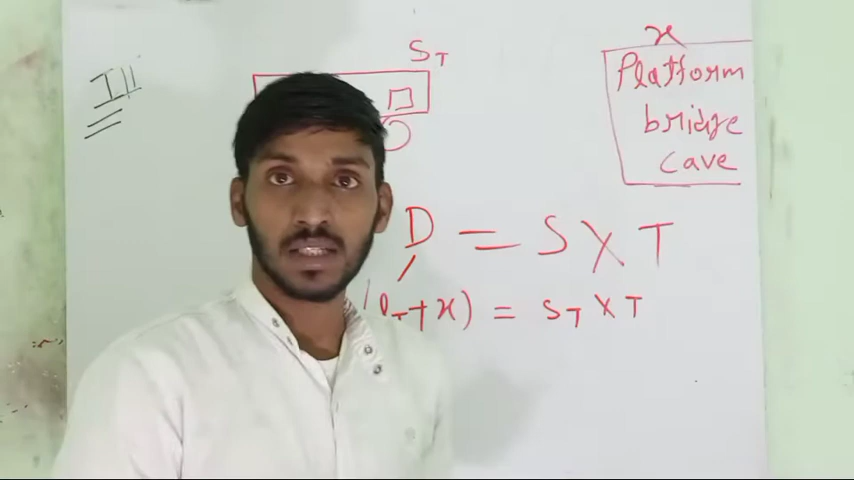 III
S_T
x
Platform
bridge
cave
D = S X T
(l_T + x) = S_T X T